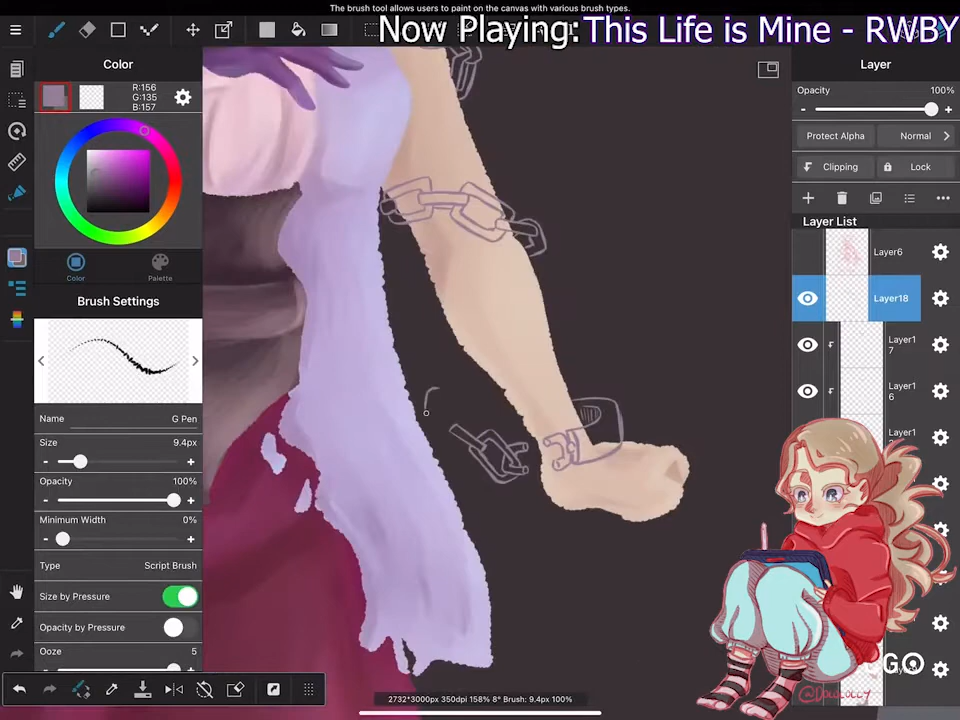 The brush tool allows users to paint on the canvas with various brush types.
Now Playing: This Life is Mine - RWBY
Color
R:156
G:135
B:157
Color
Palette
Brush Settings
Name
G Pen
Size
9.4px
Opacity
100%
Minimum Width
0%
Type
Script Brush
Size by Pressure
Opacity by Pressure
Ooze
5
2732*3000px 350dpi 158% 8° Brush: 9.4px 100%
Layer
Opacity
100%
Protect Alpha
Normal
Clipping
Lock
Layer List
Layer6
Layer18
Layer1
7
Layer1
6
GO